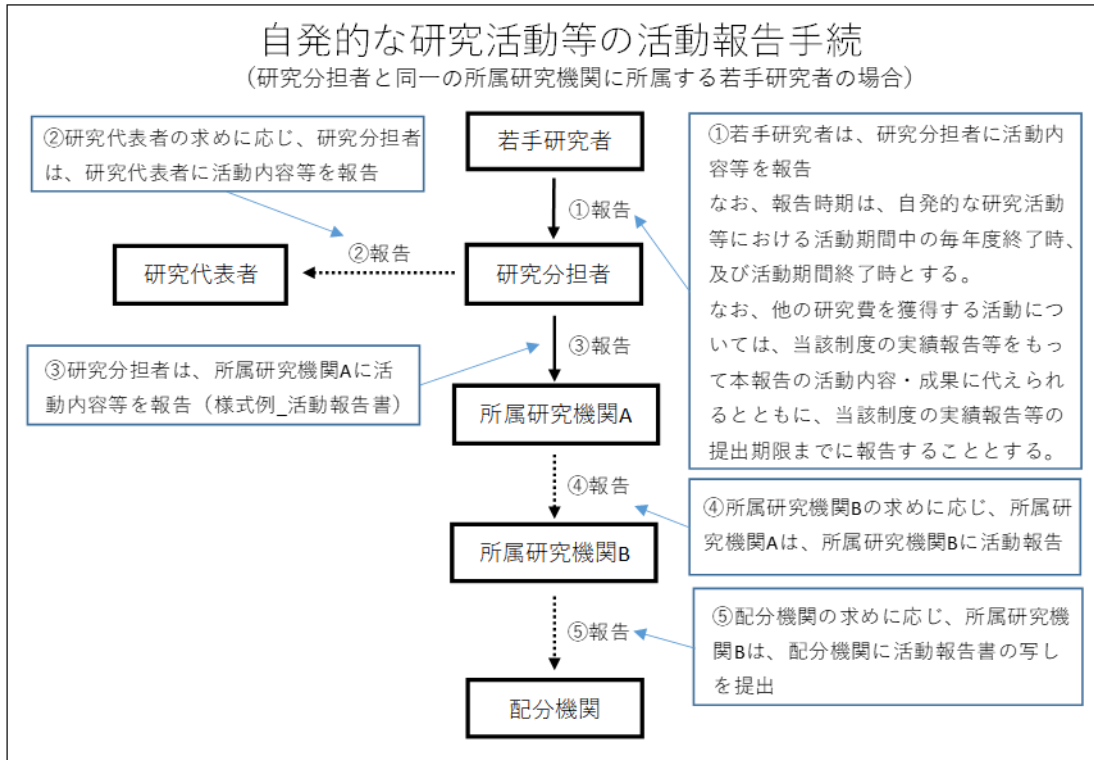 自発的な研究活動等の活動報告手続
(研究分担者と同一の所属研究機関に所属する若手研究者の場合)
②研究代表者の求めに応じ、研究分担者
は、研究代表者に活動内容等を報告
若手研究者
①若手研究者は、研究分担者に活動内
容等を報告
なお、報告時期は、自発的な研究活動
等における活動期間中の毎年度終了時、
及び活動期間終了時とする。
なお、他の研究費を獲得する活動につ
いては、当該制度の実績報告等をもっ
て本報告の活動内容・成果に代えられ
るとともに、当該制度の実績報告等の
提出期限までに報告することとする。
①報告
②報告
研究代表者
研究分担者
③報告
③研究分担者は、所属研究機関Aに活
動内容等を報告(様式例_活動報告書)
所属研究機関A
④報告
④所属研究機関Bの求めに応じ、所属研
究機関Aは、所属研究機関Bに活動報告
所属研究機関B
⑤報告
⑤配分機関の求めに応じ、所属研究機
関Bは、配分機関に活動報告書の写し
を提出
配分機関